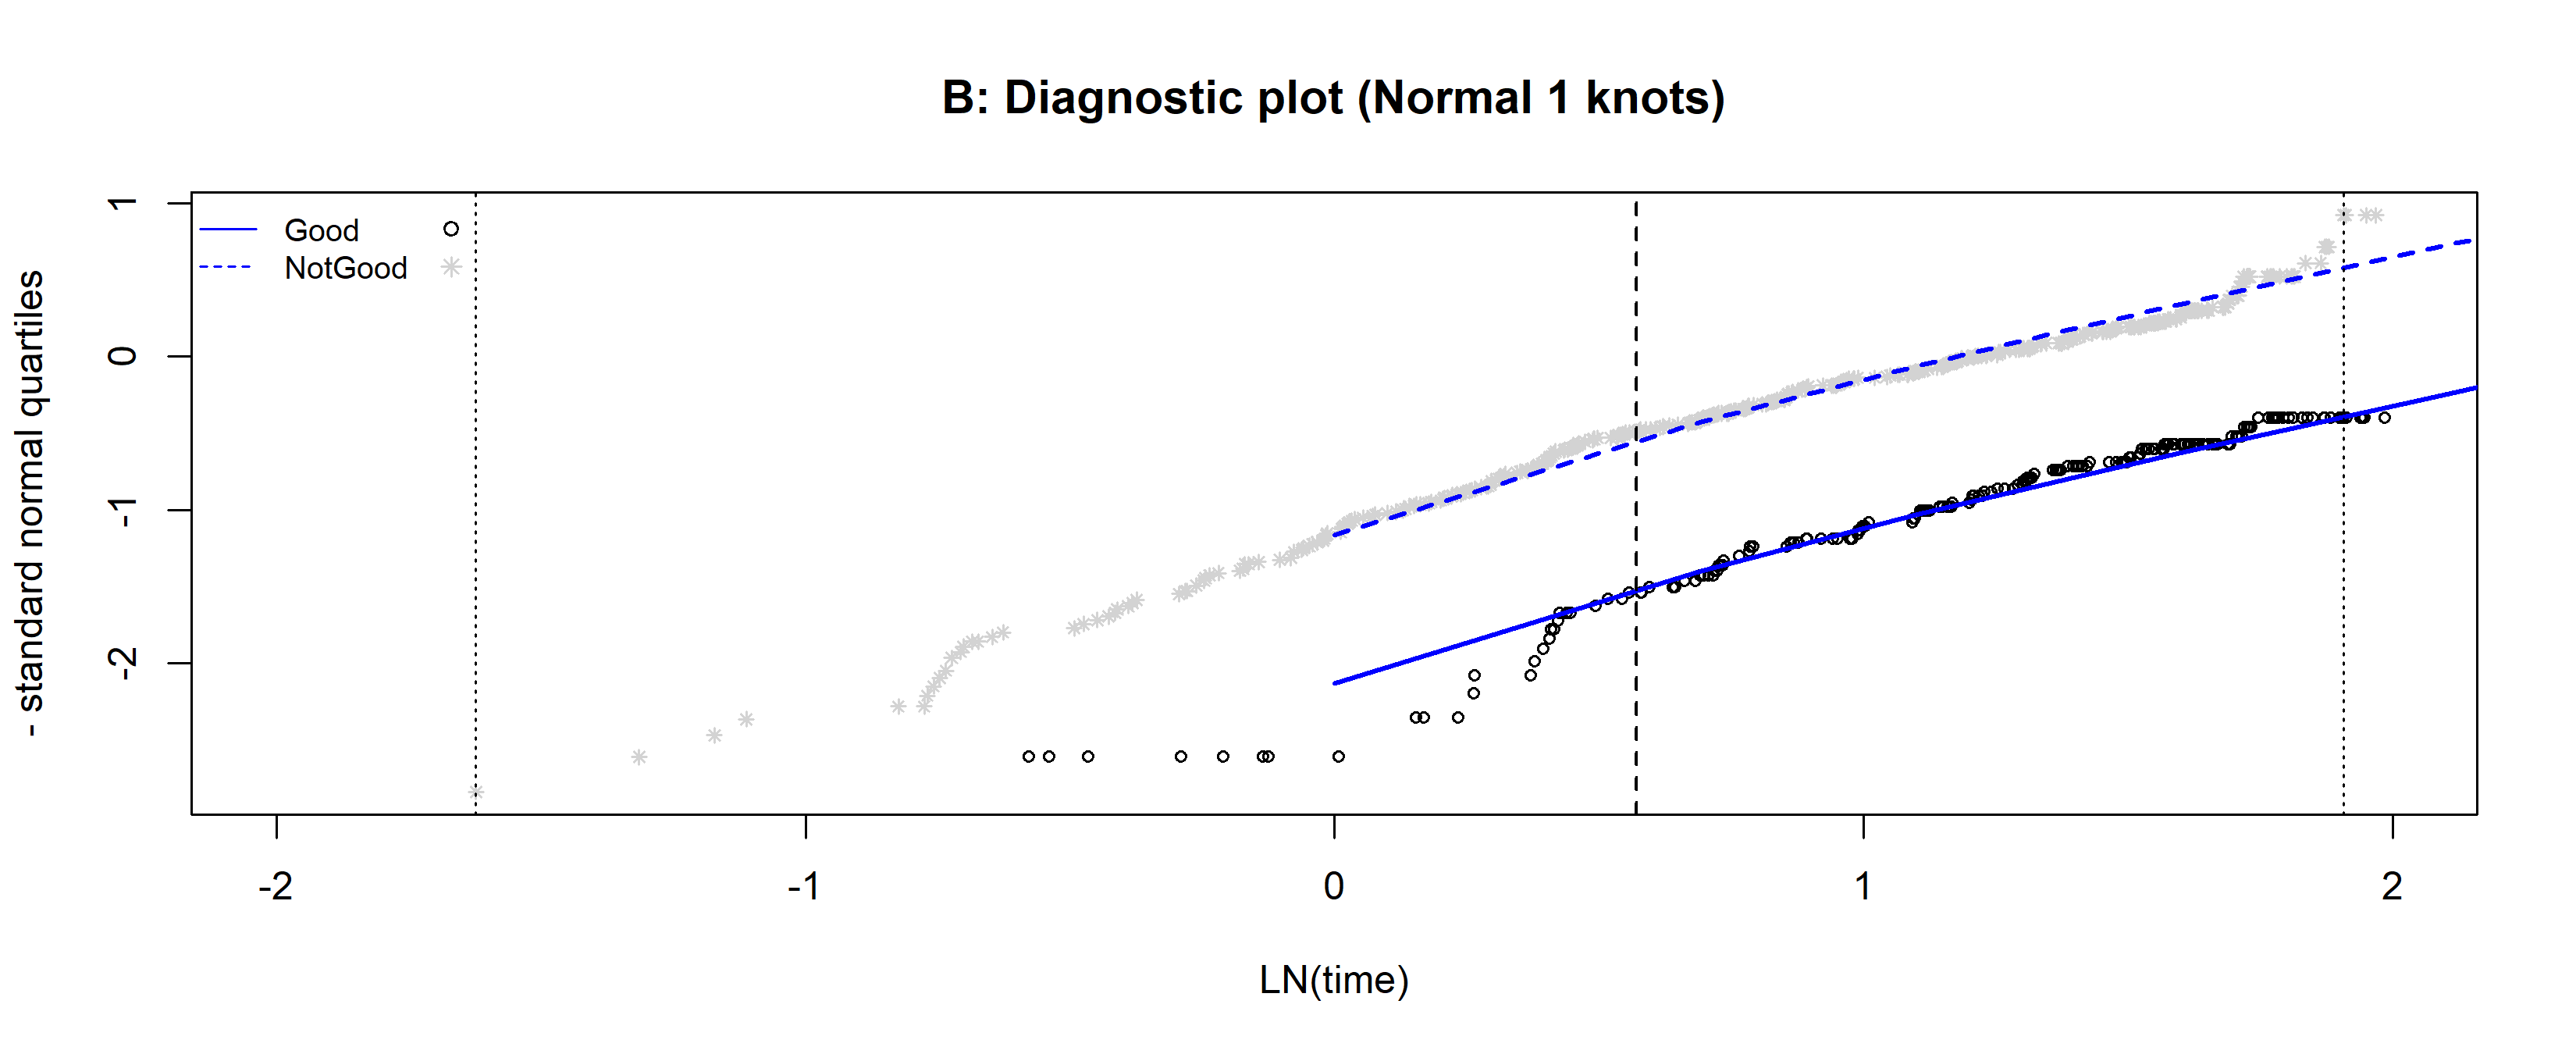 B: Diagnostic plot (Normal 1 knots)
- standard normal quartiles
1
0
-1
-2
Good
NotGood
-2
-1
0
1
2
LN(time)